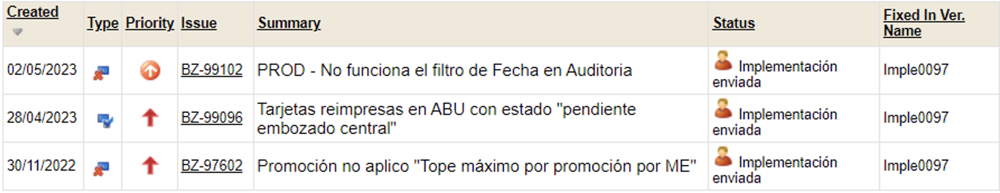 Created
Type Priority Issue Summary Status Fixed In Ver. Name
02/05/2023 BZ-99102 PROD - No funciona el filtro de Fecha en Auditoria Implementación enviada Imple0097
28/04/2023 BZ-99096 Tarjetas reimpresas en ABU con estado "pendiente embozado central" Implementación enviada Imple0097
30/11/2022 BZ-97602 Promoción no aplico "Tope máximo por promoción por ME" Implementación enviada Imple0097